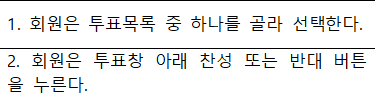 1. 회원은 투표목록 중 하나를 골라 선택한다.
2. 회원은 투표창 아래 찬성 또는 반대 버튼
을 누른다.